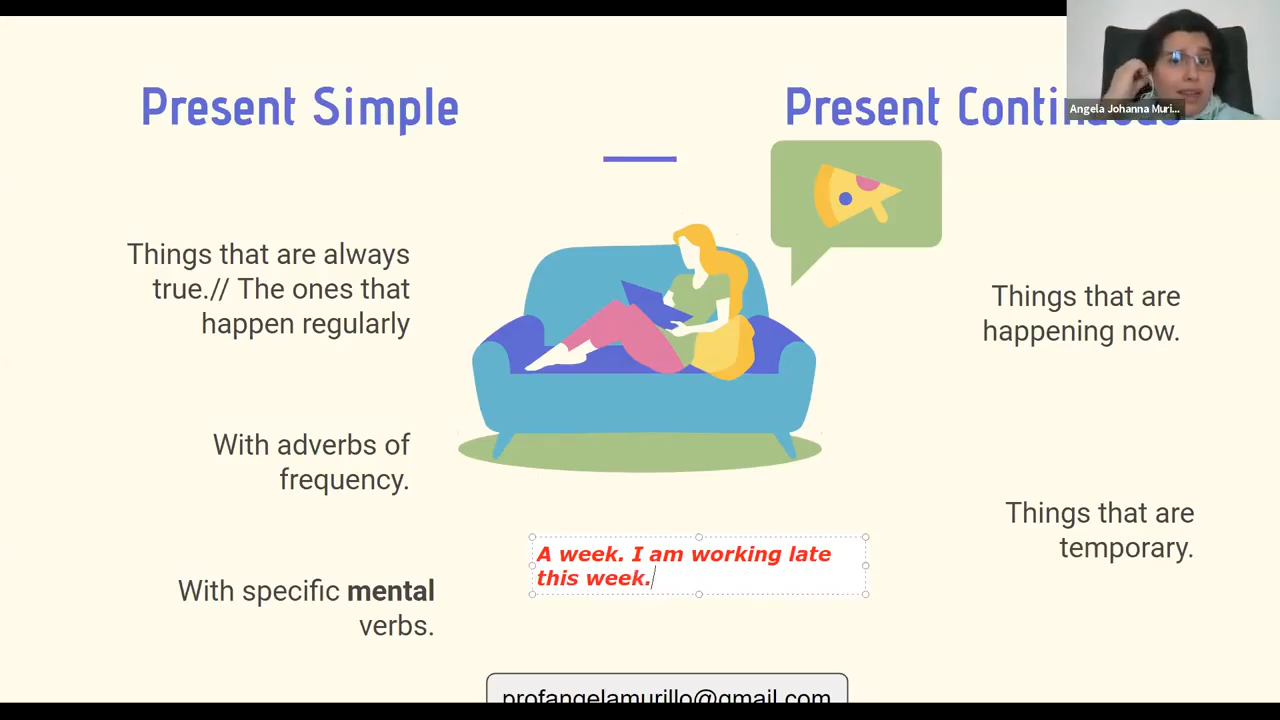 Present Simple
Present Continuous
Angela Johanna Muri...
Things that are always
true.// The ones that
happen regularly
Things that are
happening now.
With adverbs of
frequency.
Things that are
temporary.
A week. I am working late
this week.
With specific mental
verbs.
profangelamurillo@gmail.com